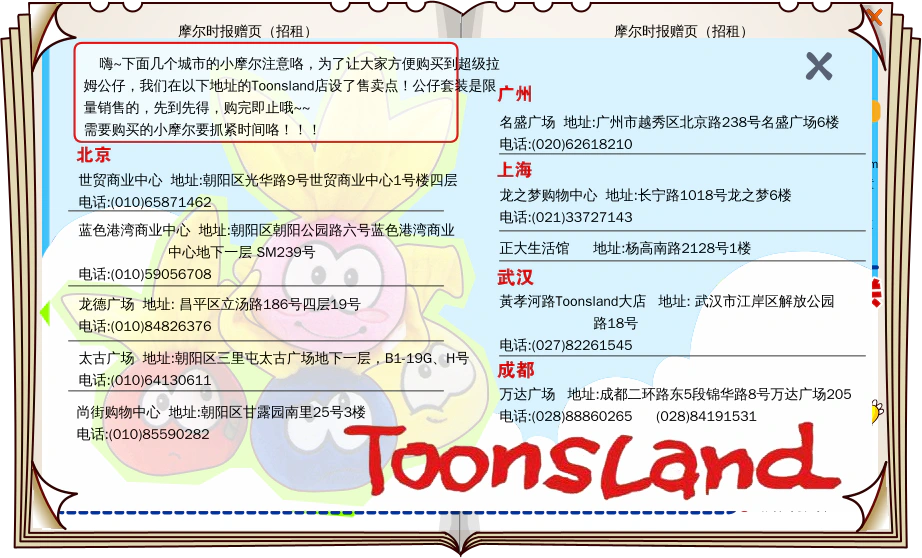 摩尔时报赠页（招租）
嗨~下面几个城市的小摩尔注意咯，为了让大家方便购买到超级拉
姆公仔，我们在以下地址的Toonsland店设了售卖点！公仔套装是限
量销售的，先到先得，购完即止哦~~
需要购买的小摩尔要抓紧时间咯！！！
北京
世贸商业中心 地址:朝阳区光华路9号世贸商业中心1号楼四层
电话:(010)65871462
蓝色港湾商业中心 地址:朝阳区朝阳公园路六号蓝色港湾商业
中心地下一层 SM239号
电话:(010)59056708
龙德广场 地址: 昌平区立汤路186号四层19号
电话:(010)84826376
太古广场 地址:朝阳区三里屯太古广场地下一层，B1-19G、H号
电话:(010)64130611
尚街购物中心 地址:朝阳区甘露园南里25号3楼
电话:(010)85590282
摩尔时报赠页（招租）
广州
名盛广场 地址:广州市越秀区北京路238号名盛广场6楼
电话:(020)62618210
上海
龙之梦购物中心 地址:长宁路1018号龙之梦6楼
电话:(021)33727143
正大生活馆 地址:杨高南路2128号1楼
武汉
黃孝河路Toonsland大店 地址: 武汉市江岸区解放公园
路18号
电话:(027)82261545
成都
万达广场 地址:成都二环路东5段锦华路8号万达广场205
电话:(028)88860265 (028)84191531
Toonsland